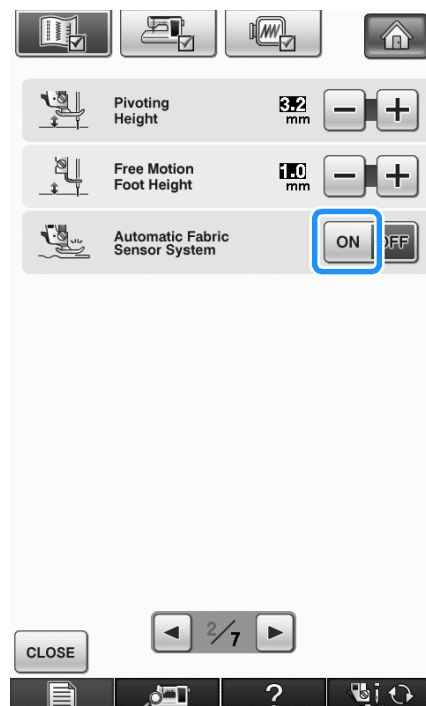 Pivoting
Height
3.2
mm
Free Motion
Foot Height
1.0
mm
Automatic Fabric
Sensor System
ON OFF
2/7
CLOSE
?